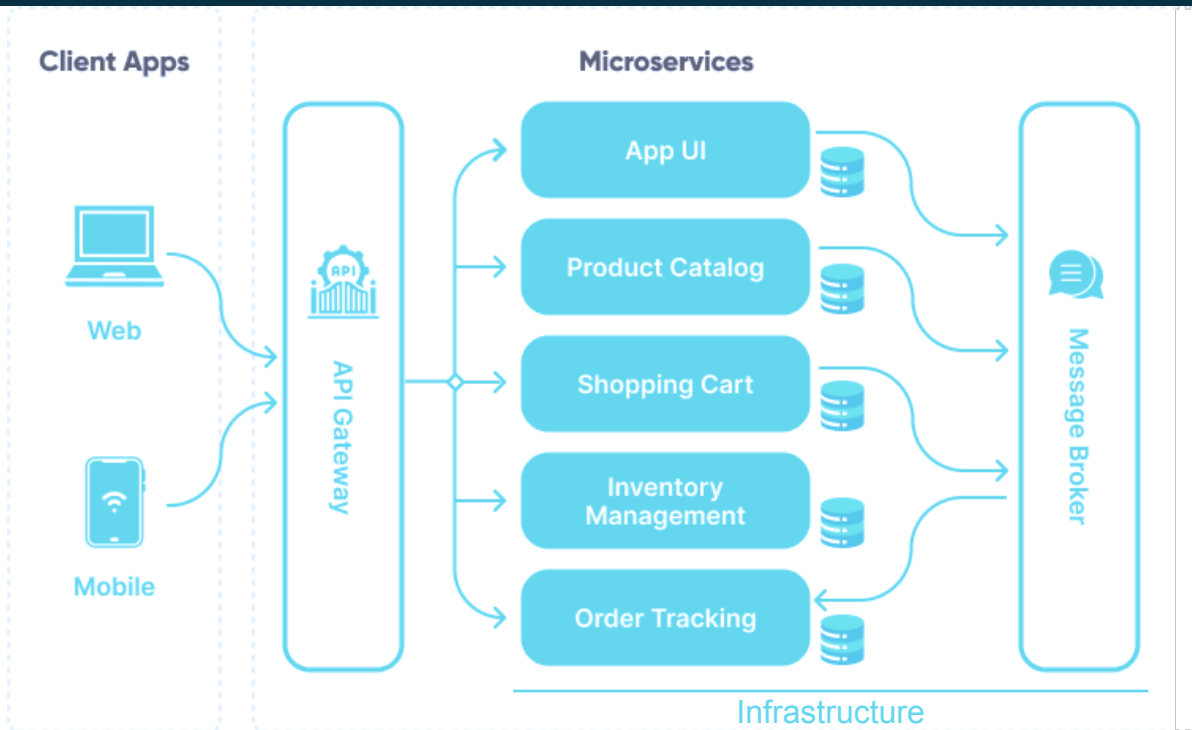 Client Apps
Microservices
Web
Mobile
API
API Gateway
App UI
Product Catalog
Shopping Cart
Inventory
Management
Order Tracking
Message Broker
Infrastructure